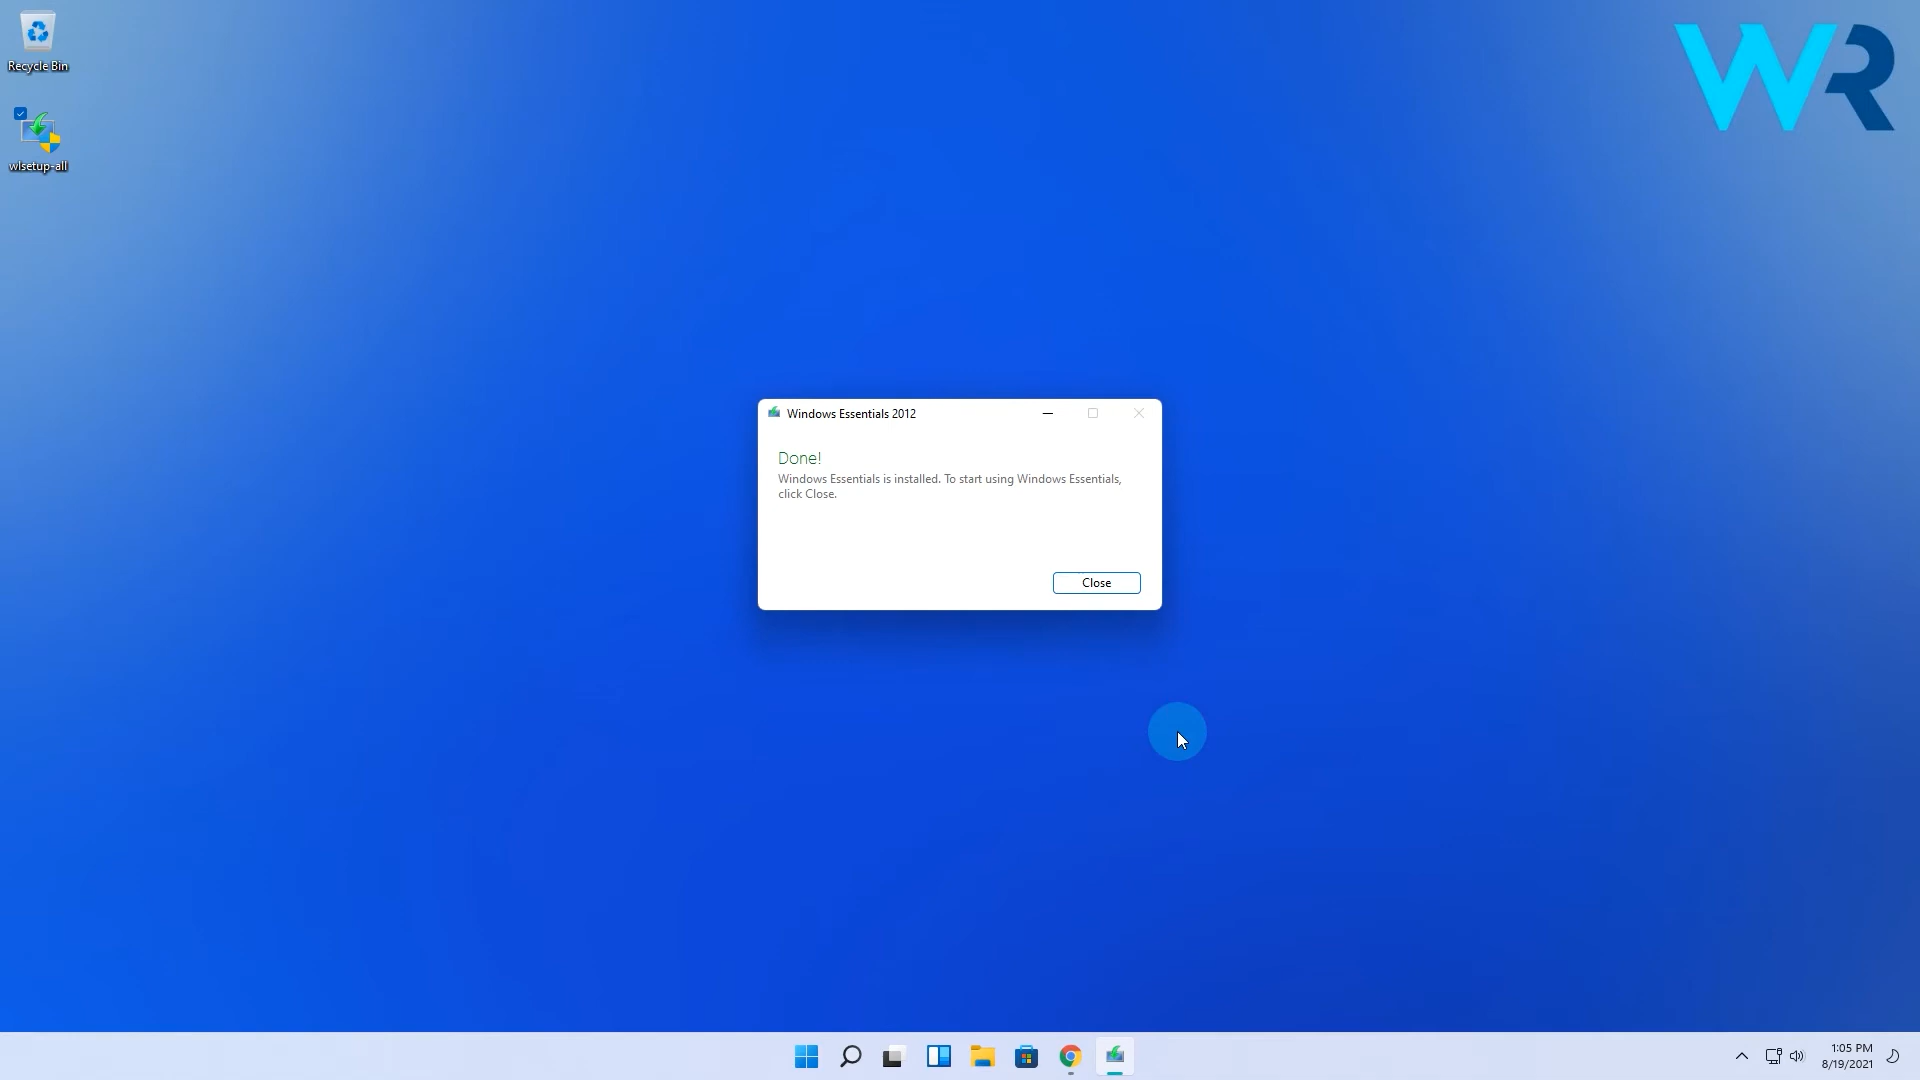 Recycle Bin
wlsetup-all
WR
Windows Essentials 2012
Done!
Windows Essentials is installed. To start using Windows Essentials,
click Close.
Close
1:05 PM
8/19/2021